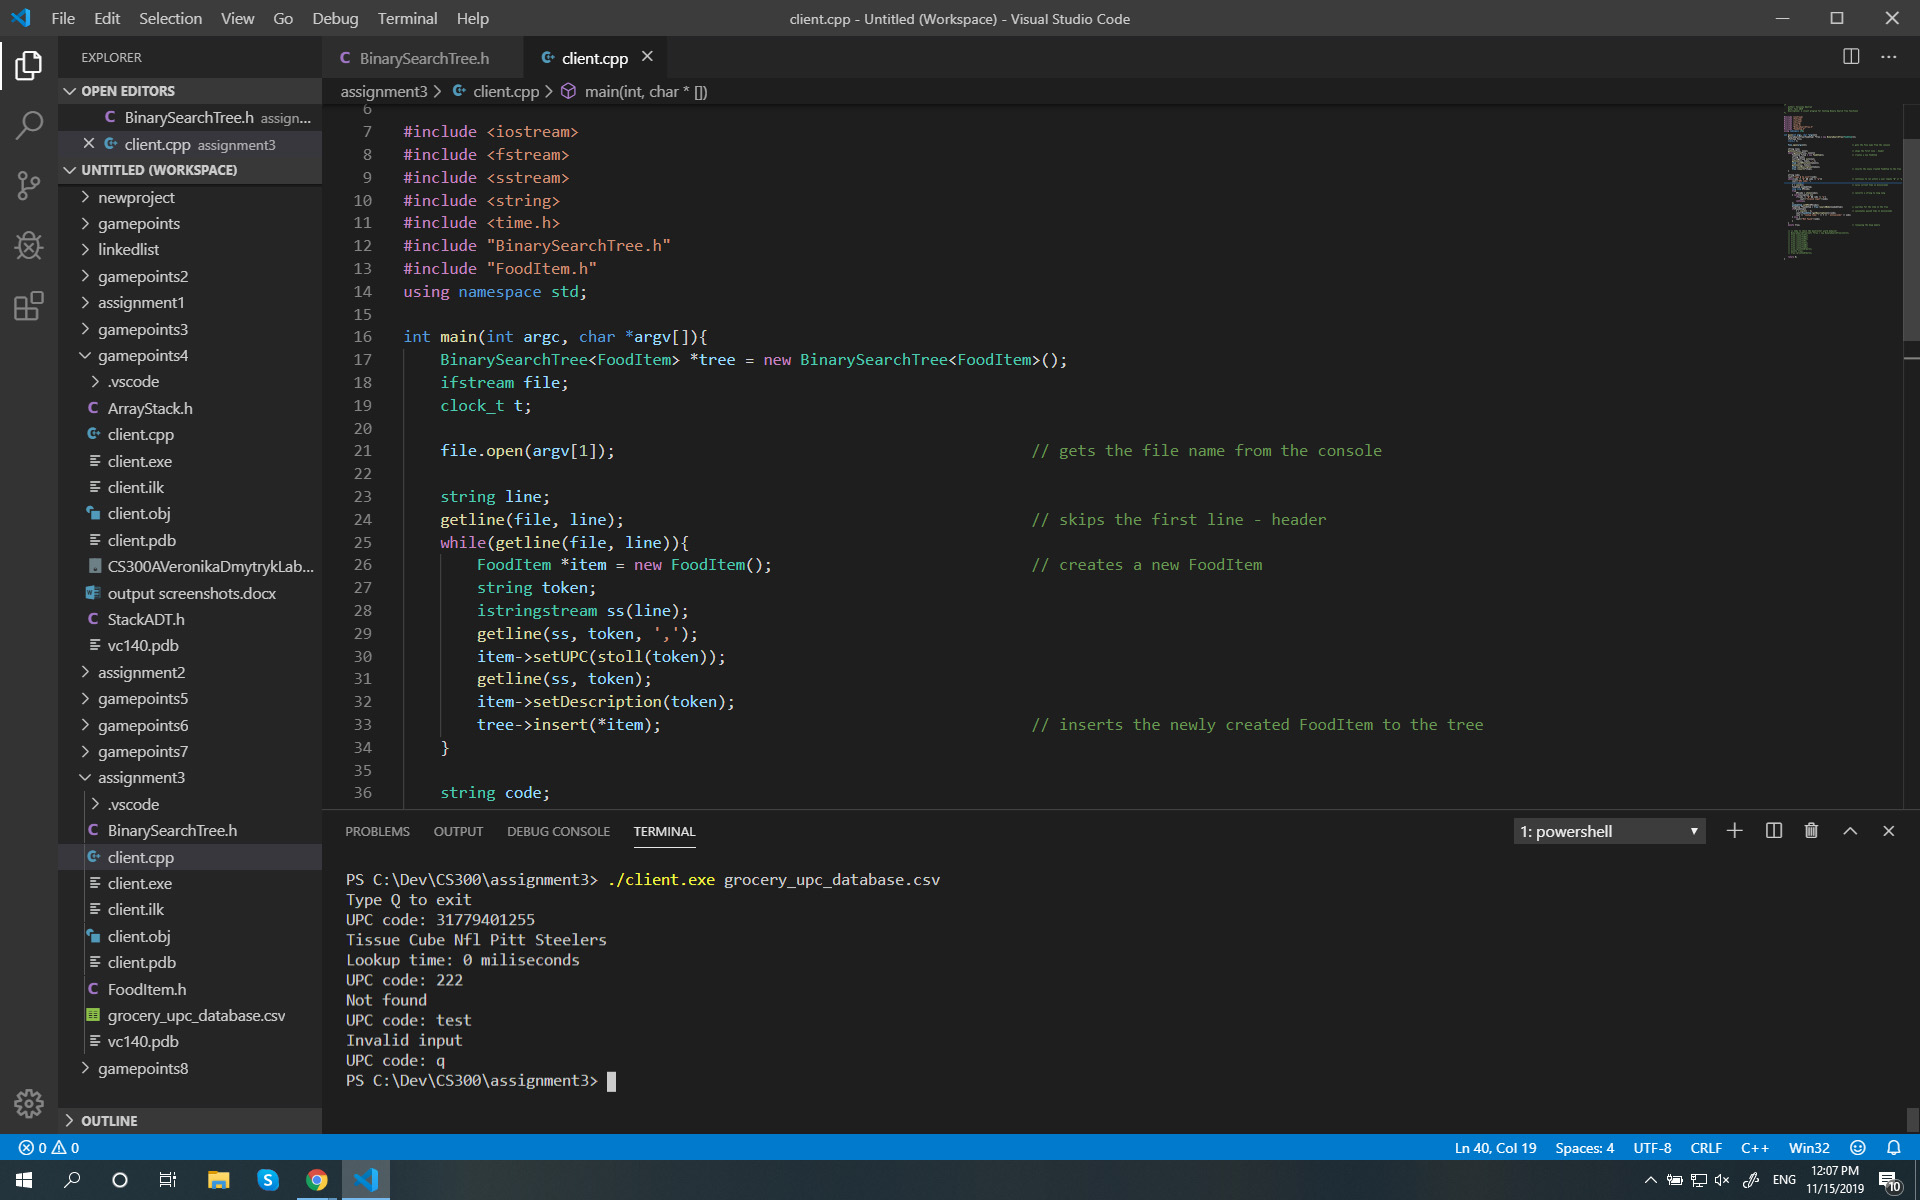 File Edit Selection View Go Debug Terminal Help
client.cpp - Untitled (Workspace) - Visual Studio Code
EXPLORER
OPEN EDITORS
BinarySearchTree.h assign...
client.cpp assignment3
UNTITLED (WORKSPACE)
newproject
gamepoints
linkedlist
gamepoints2
assignment1
gamepoints3
gamepoints4
.vscode
ArrayStack.h
client.cpp
client.exe
client.ilk
client.obj
client.pdb
CS300AVeronikaDmytrykLab...
output screenshots.docx
StackADT.h
vc140.pdb
assignment2
gamepoints5
gamepoints6
gamepoints7
assignment3
.vscode
BinarySearchTree.h
client.cpp
client.exe
client.ilk
client.obj
client.pdb
FoodItem.h
grocery_upc_database.csv
vc140.pdb
gamepoints8
OUTLINE
BinarySearchTree.h
client.cpp
assignment3 > client.cpp > main(int, char * [])
6
7 #include <iostream>
8 #include <fstream>
9 #include <sstream>
10 #include <string>
11 #include <time.h>
12 #include "BinarySearchTree.h"
13 #include "FoodItem.h"
14 using namespace std;
15
16 int main(int argc, char *argv[]){
17 BinarySearchTree<FoodItem> *tree = new BinarySearchTree<FoodItem>();
18 ifstream file;
19 clock_t t;
20
21 file.open(argv[1]); // gets the file name from the console
22
23 string line;
24 getline(file, line); // skips the first line - header
25 while(getline(file, line)){
26 FoodItem *item = new FoodItem(); // creates a new FoodItem
27 string token;
28 istringstream ss(line);
29 getline(ss, token, ',');
30 item->setUPC(stoll(token));
31 getline(ss, token);
32 item->setDescription(token);
33 tree->insert(*item); // inserts the newly created FoodItem to the tree
34 }
35
36 string code;
PROBLEMS OUTPUT DEBUG CONSOLE TERMINAL
1: powershell
PS C:\Dev\CS300\assignment3> ./client.exe grocery_upc_database.csv
Type Q to exit
UPC code: 31779401255
Tissue Cube Nfl Pitt Steelers
Lookup time: 0 miliseconds
UPC code: 222
Not found
UPC code: test
Invalid input
UPC code: q
PS C:\Dev\CS300\assignment3>
0 0
Ln 40, Col 19 Spaces: 4 UTF-8 CRLF C++ Win32
ENG
12:07 PM
11/15/2019
10